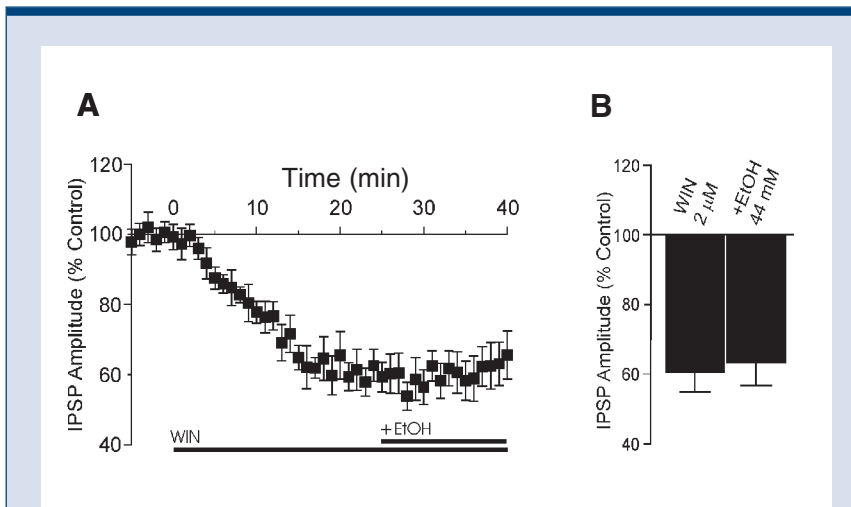 A
Time (min)
0 10 20 30 40
IPSP Amplitude (% Control)
120
100
80
60
40
WIN
+EtOH
B
WIN
2 µM
+EtOH
44 mM
IPSP Amplitude (% Control)
120
100
80
60
40